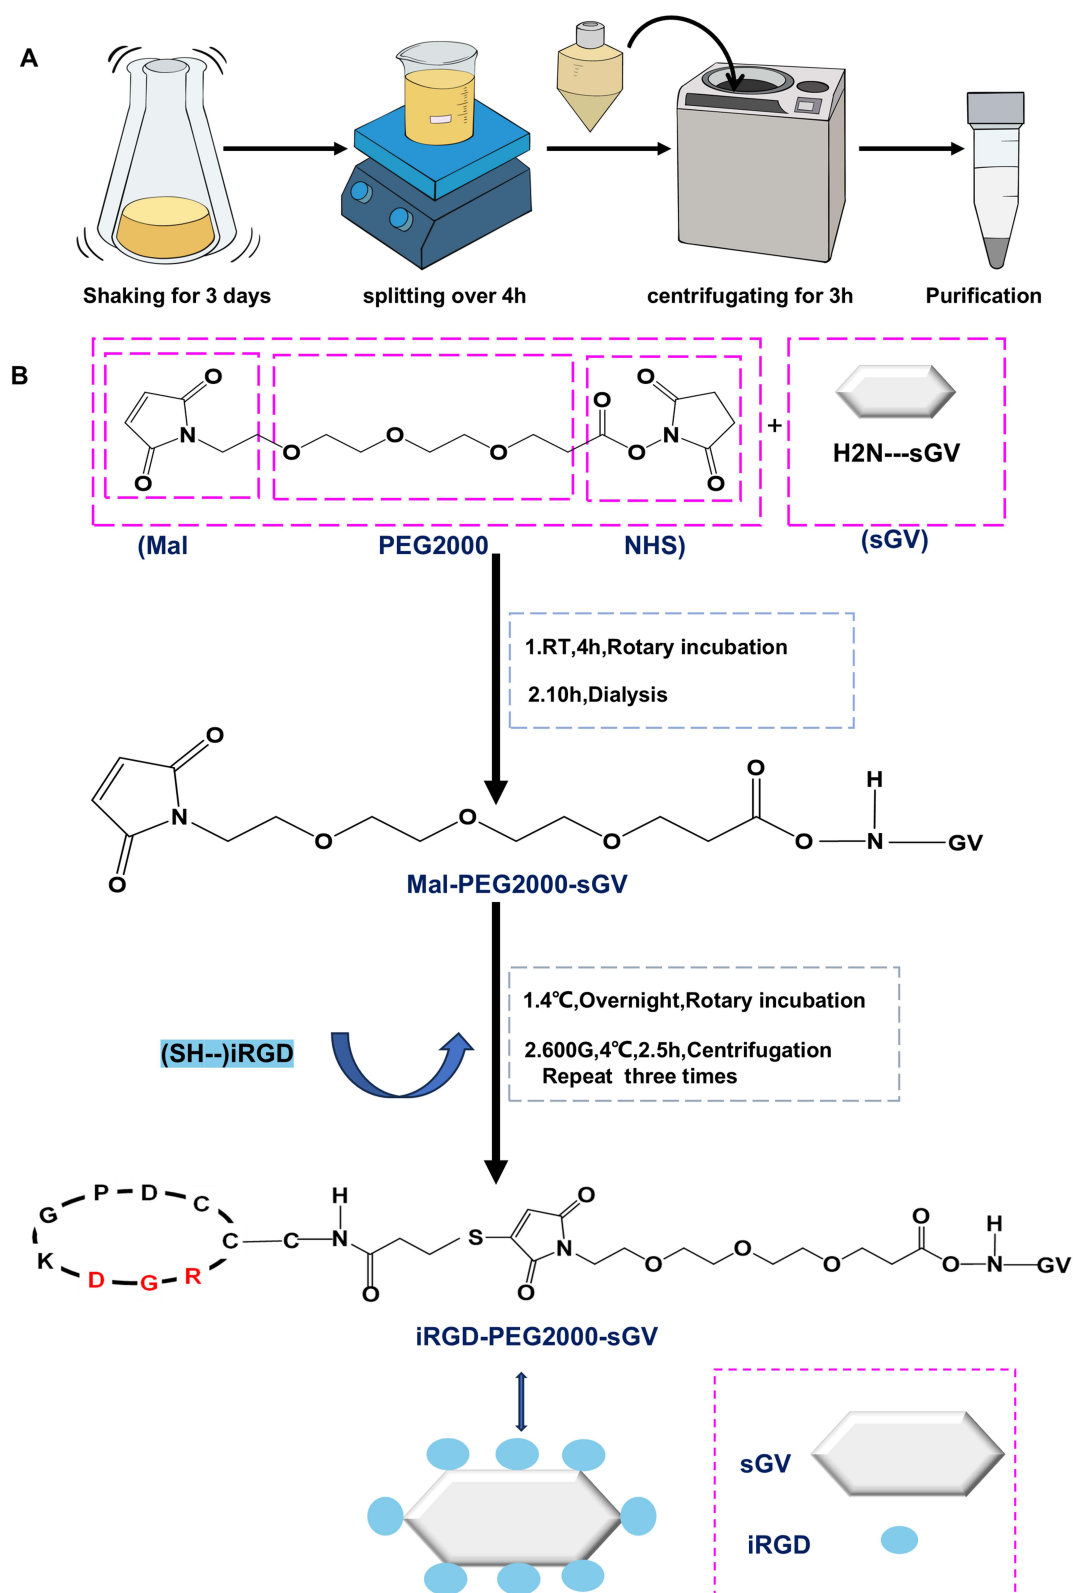 A
Shaking for 3 days
splitting over 4h
centrifugating for 3h
Purification
B
O
O
N
O
O
O
O
O
N
O
O
+
H2N---sGV
(Mal
PEG2000
NHS)
(sGV)
1.RT,4h,Rotary incubation
2.10h,Dialysis
O
O
N
O
O
O
O
O
H
N
GV
Mal-PEG2000-sGV
(SH--)iRGD
1.4℃,Overnight,Rotary incubation
2.600G,4℃,2.5h,Centrifugation
Repeat three times
G
P
D
C
C
C
K
D
G
R
H
N
O
S
O
O
N
O
O
O
O
O
H
N
GV
iRGD-PEG2000-sGV
sGV
iRGD